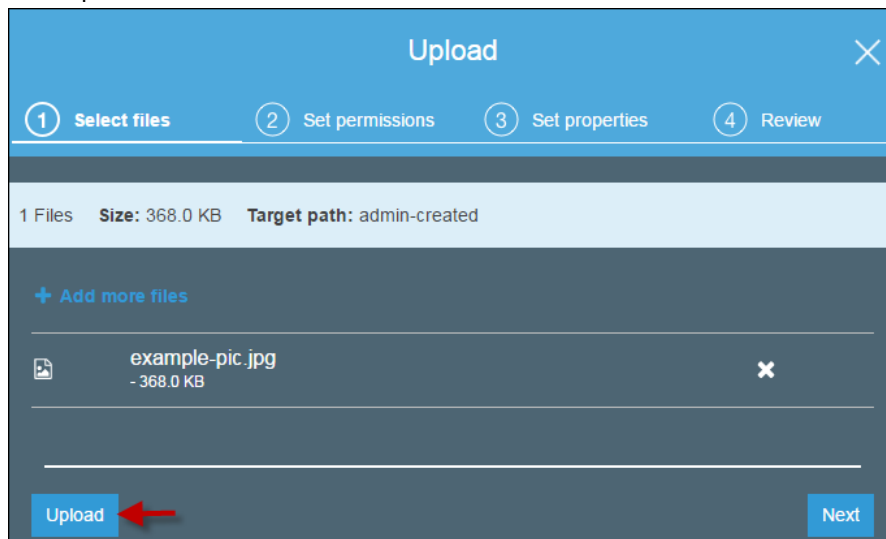 Upload
1 Select files 2 Set permissions 3 Set properties 4 Review
1 Files Size: 368.0 KB Target path: admin-created
+ Add more files
example-pic.jpg
- 368.0 KB
Upload Next